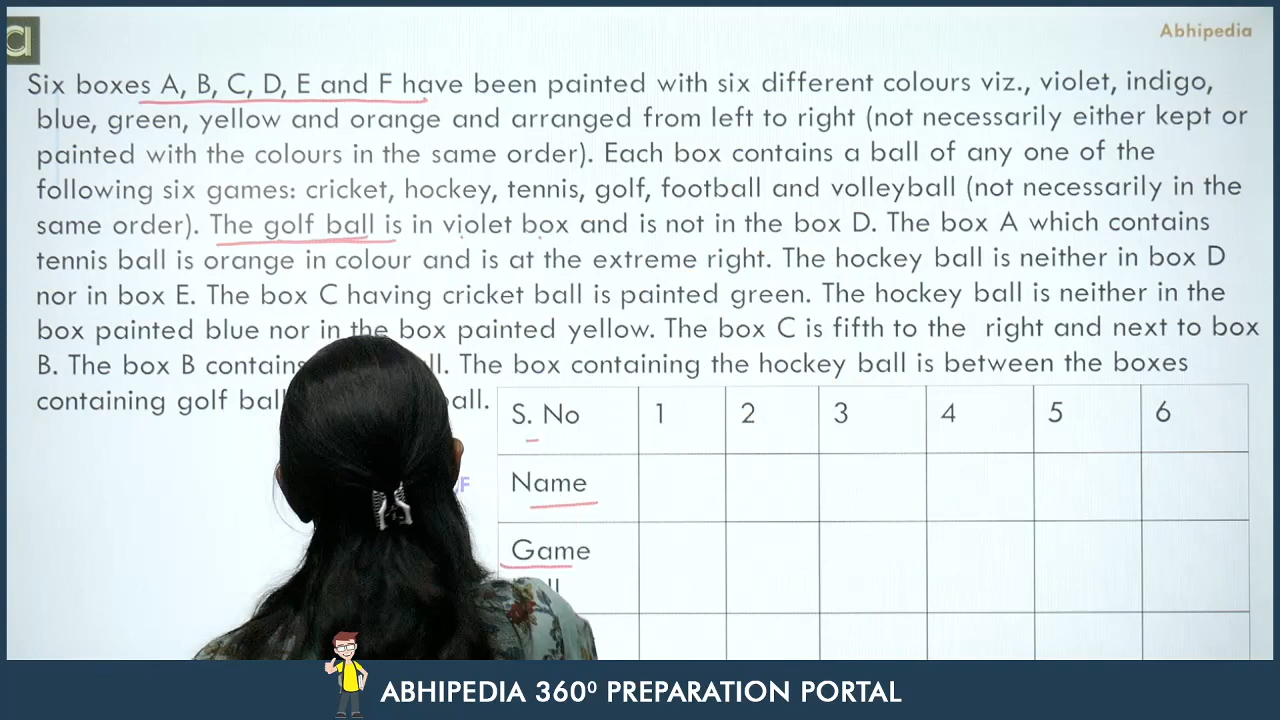 Abhipedia
Six boxes A, B, C, D, E and F have been painted with six different colours viz., violet, indigo,
blue, green, yellow and orange and arranged from left to right (not necessarily either kept or
painted with the colours in the same order). Each box contains a ball of any one of the
following six games: cricket, hockey, tennis, golf, football and volleyball (not necessarily in the
same order). The golf ball is in violet box and is not in the box D. The box A which contains
tennis ball is orange in colour and is at the extreme right. The hockey ball is neither in box D
nor in box E. The box C having cricket ball is painted green. The hockey ball is neither in the
box painted blue nor in the box painted yellow. The box C is fifth to the right and next to box
B. The box B contains ll. The box containing the hockey ball is between the boxes
containing golf ball all.
S. No 1 2 3 4 5 6
,F
Name
Game
ABHIPEDIA 360⁰ PREPARATION PORTAL